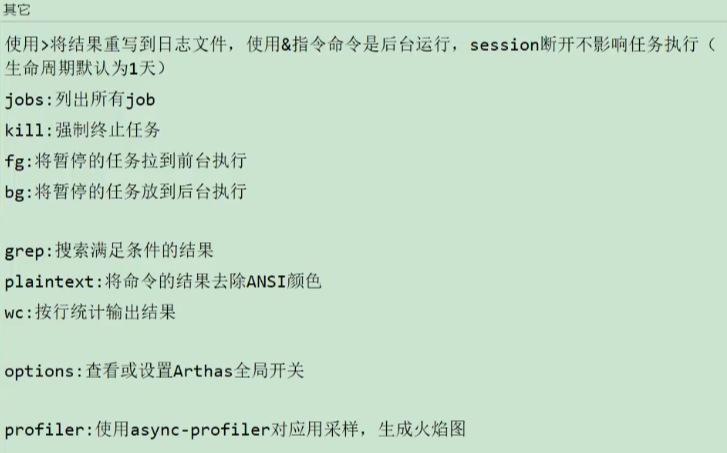 其它
使用>将结果重写到日志文件，使用&指令命令是后台运行，session断开不影响任务执行（
生命周期默认为1天）
jobs:列出所有job
kill:强制终止任务
fg:将暂停的任务拉到前台执行
bg:将暂停的任务放到后台执行
grep:搜索满足条件的结果
plaintext:将命令的结果去除ANSI颜色
wc:按行统计输出结果
options:查看或设置Arthas全局开关
profiler:使用async-profiler对应用采样，生成火焰图